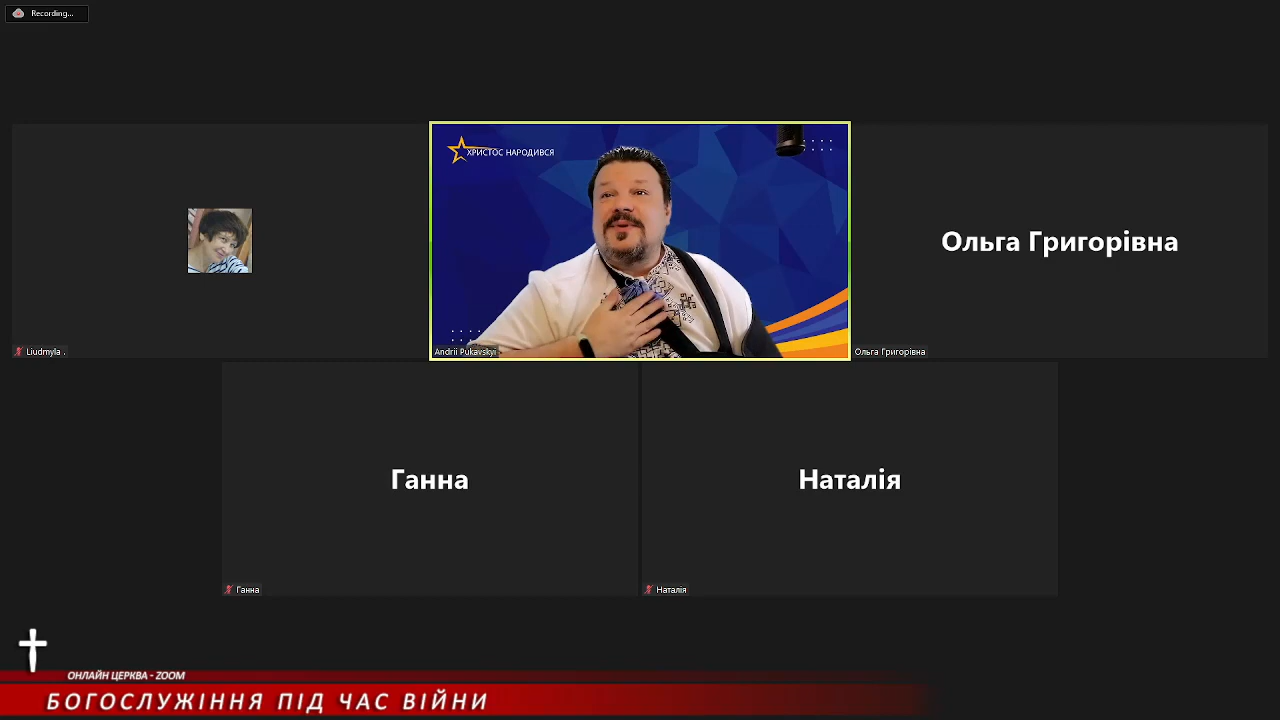 Recording...
ХРИСТОС НАРОДИВСЯ
Ольга Григорівна
Liudmyla .
Andrii Pukavskyi
Ольга Григорівна
Ганна
Наталія
Ганна
Наталія
ОНЛАЙН ЦЕРКВА - ZOOM
БОГОСЛУЖІННЯ ПІД ЧАС ВІЙНИ